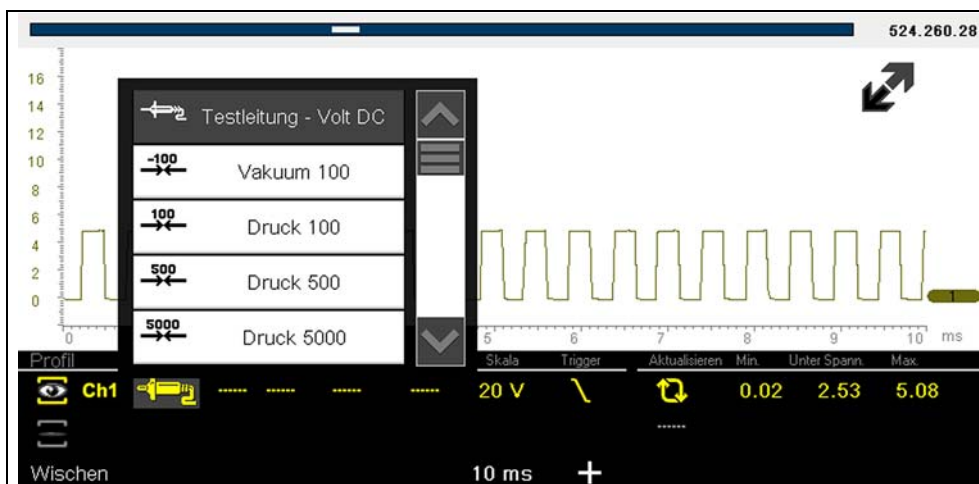 524.260.28
16
14
12
10
8
6
4
2
0
Testleitung - Volt DC
-100 Vakuum 100
100 Druck 100
500 Druck 500
5000 Druck 5000
0 5 6 7 8 9 10 ms
1
Profil Skala Trigger Aktualisieren Min. Unter Spann. Max.
Ch1 ------ ------ ------ ------ 20 V 0.02 2.53 5.08
------
Wischen 10 ms +